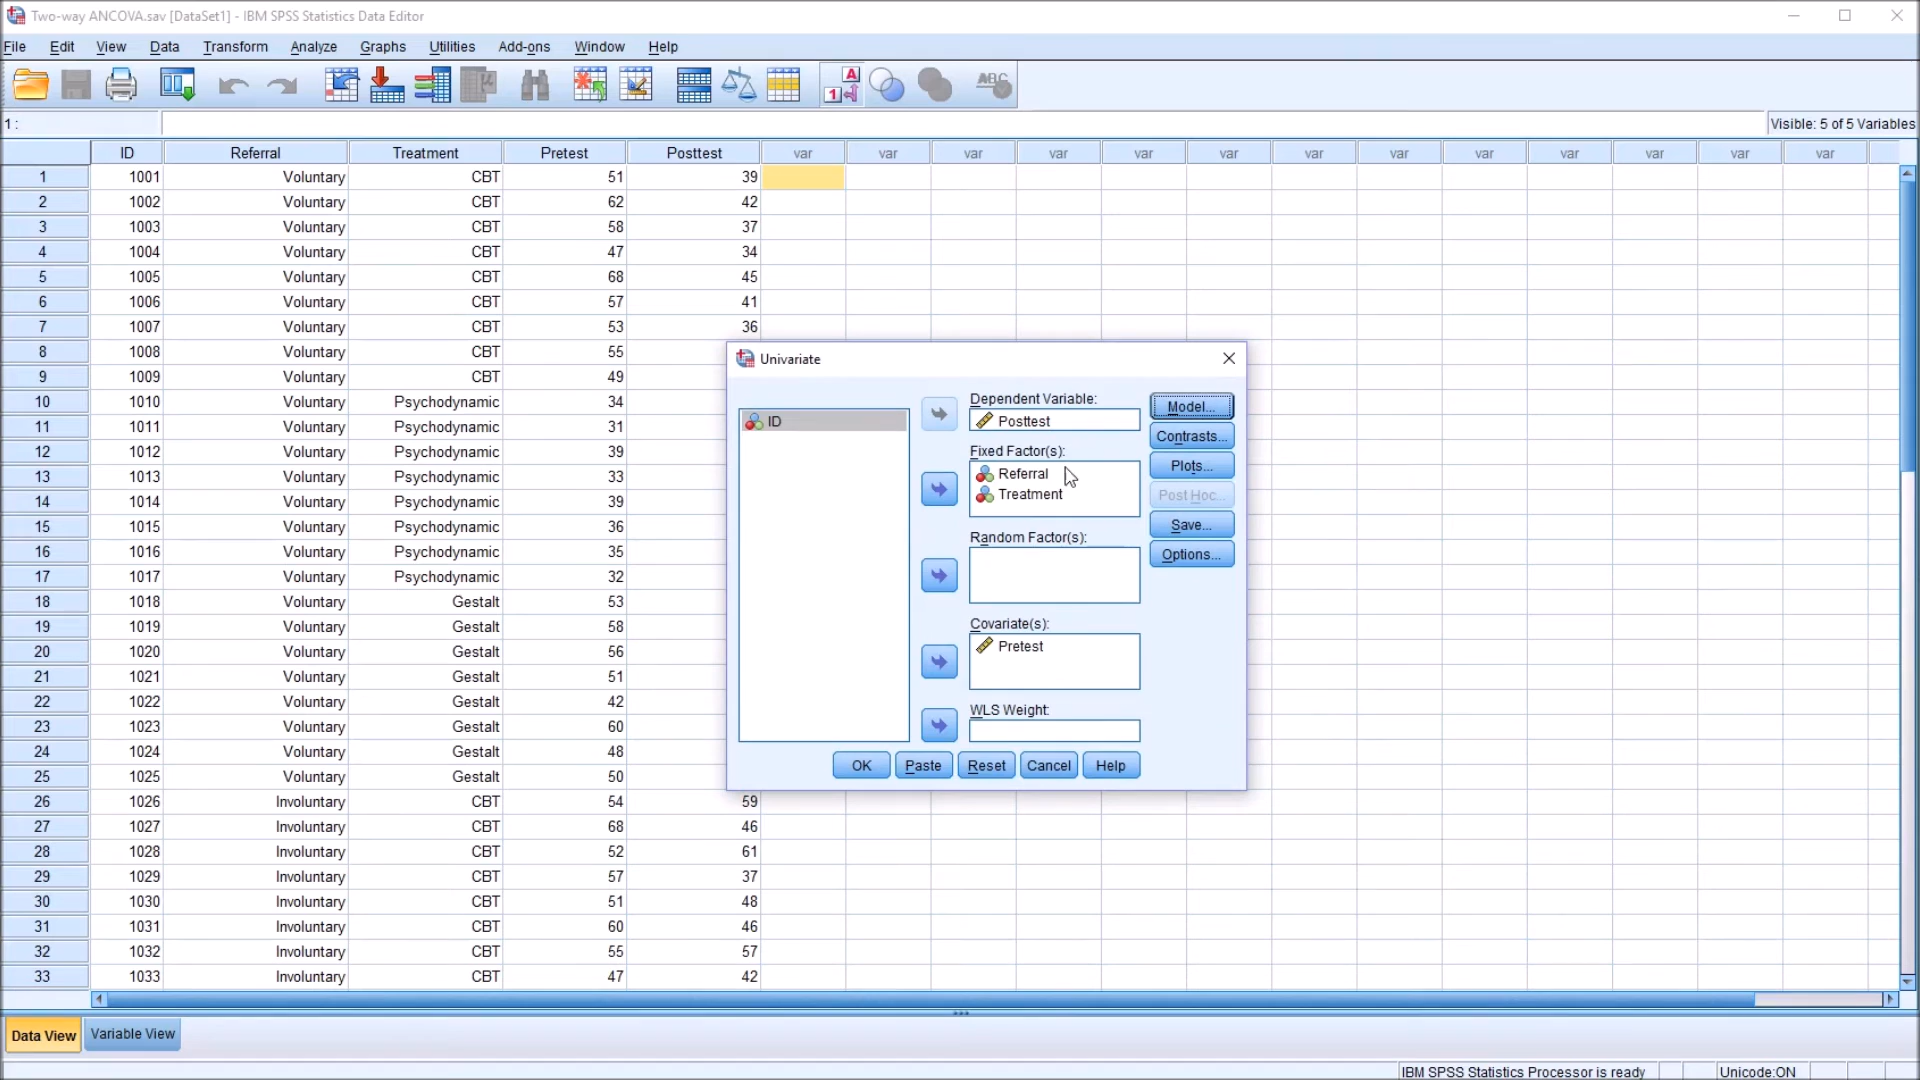 Two-way ANCOVA.sav [DataSet1] - IBM SPSS Statistics Data Editor
File Edit View Data Transform Analyze Graphs Utilities Add-ons Window Help
A
1
ABC
1 :
Visible: 5 of 5 Variables
ID Referral Treatment Pretest Posttest var var var var var var var var var var var var var
1 1001 Voluntary CBT 51 39
2 1002 Voluntary CBT 62 42
3 1003 Voluntary CBT 58 37
4 1004 Voluntary CBT 47 34
5 1005 Voluntary CBT 68 45
6 1006 Voluntary CBT 57 41
7 1007 Voluntary CBT 53 36
8 1008 Voluntary CBT 55
9 1009 Voluntary CBT 49
10 1010 Voluntary Psychodynamic 34
11 1011 Voluntary Psychodynamic 31
12 1012 Voluntary Psychodynamic 39
13 1013 Voluntary Psychodynamic 33
14 1014 Voluntary Psychodynamic 39
15 1015 Voluntary Psychodynamic 36
16 1016 Voluntary Psychodynamic 35
17 1017 Voluntary Psychodynamic 32
18 1018 Voluntary Gestalt 53
19 1019 Voluntary Gestalt 58
20 1020 Voluntary Gestalt 56
21 1021 Voluntary Gestalt 51
22 1022 Voluntary Gestalt 42
23 1023 Voluntary Gestalt 60
24 1024 Voluntary Gestalt 48
25 1025 Voluntary Gestalt 50
26 1026 Involuntary CBT 54 59
27 1027 Involuntary CBT 68 46
28 1028 Involuntary CBT 52 61
29 1029 Involuntary CBT 57 37
30 1030 Involuntary CBT 51 48
31 1031 Involuntary CBT 60 46
32 1032 Involuntary CBT 55 57
33 1033 Involuntary CBT 47 42
Univariate
ID
Dependent Variable:
Posttest
Fixed Factor(s):
Referral
Treatment
Random Factor(s):
Covariate(s):
Pretest
WLS Weight:
Model...
Contrasts...
Plots...
Post Hoc...
Save...
Options...
OK Paste Reset Cancel Help
Data View Variable View
IBM SPSS Statistics Processor is ready Unicode:ON